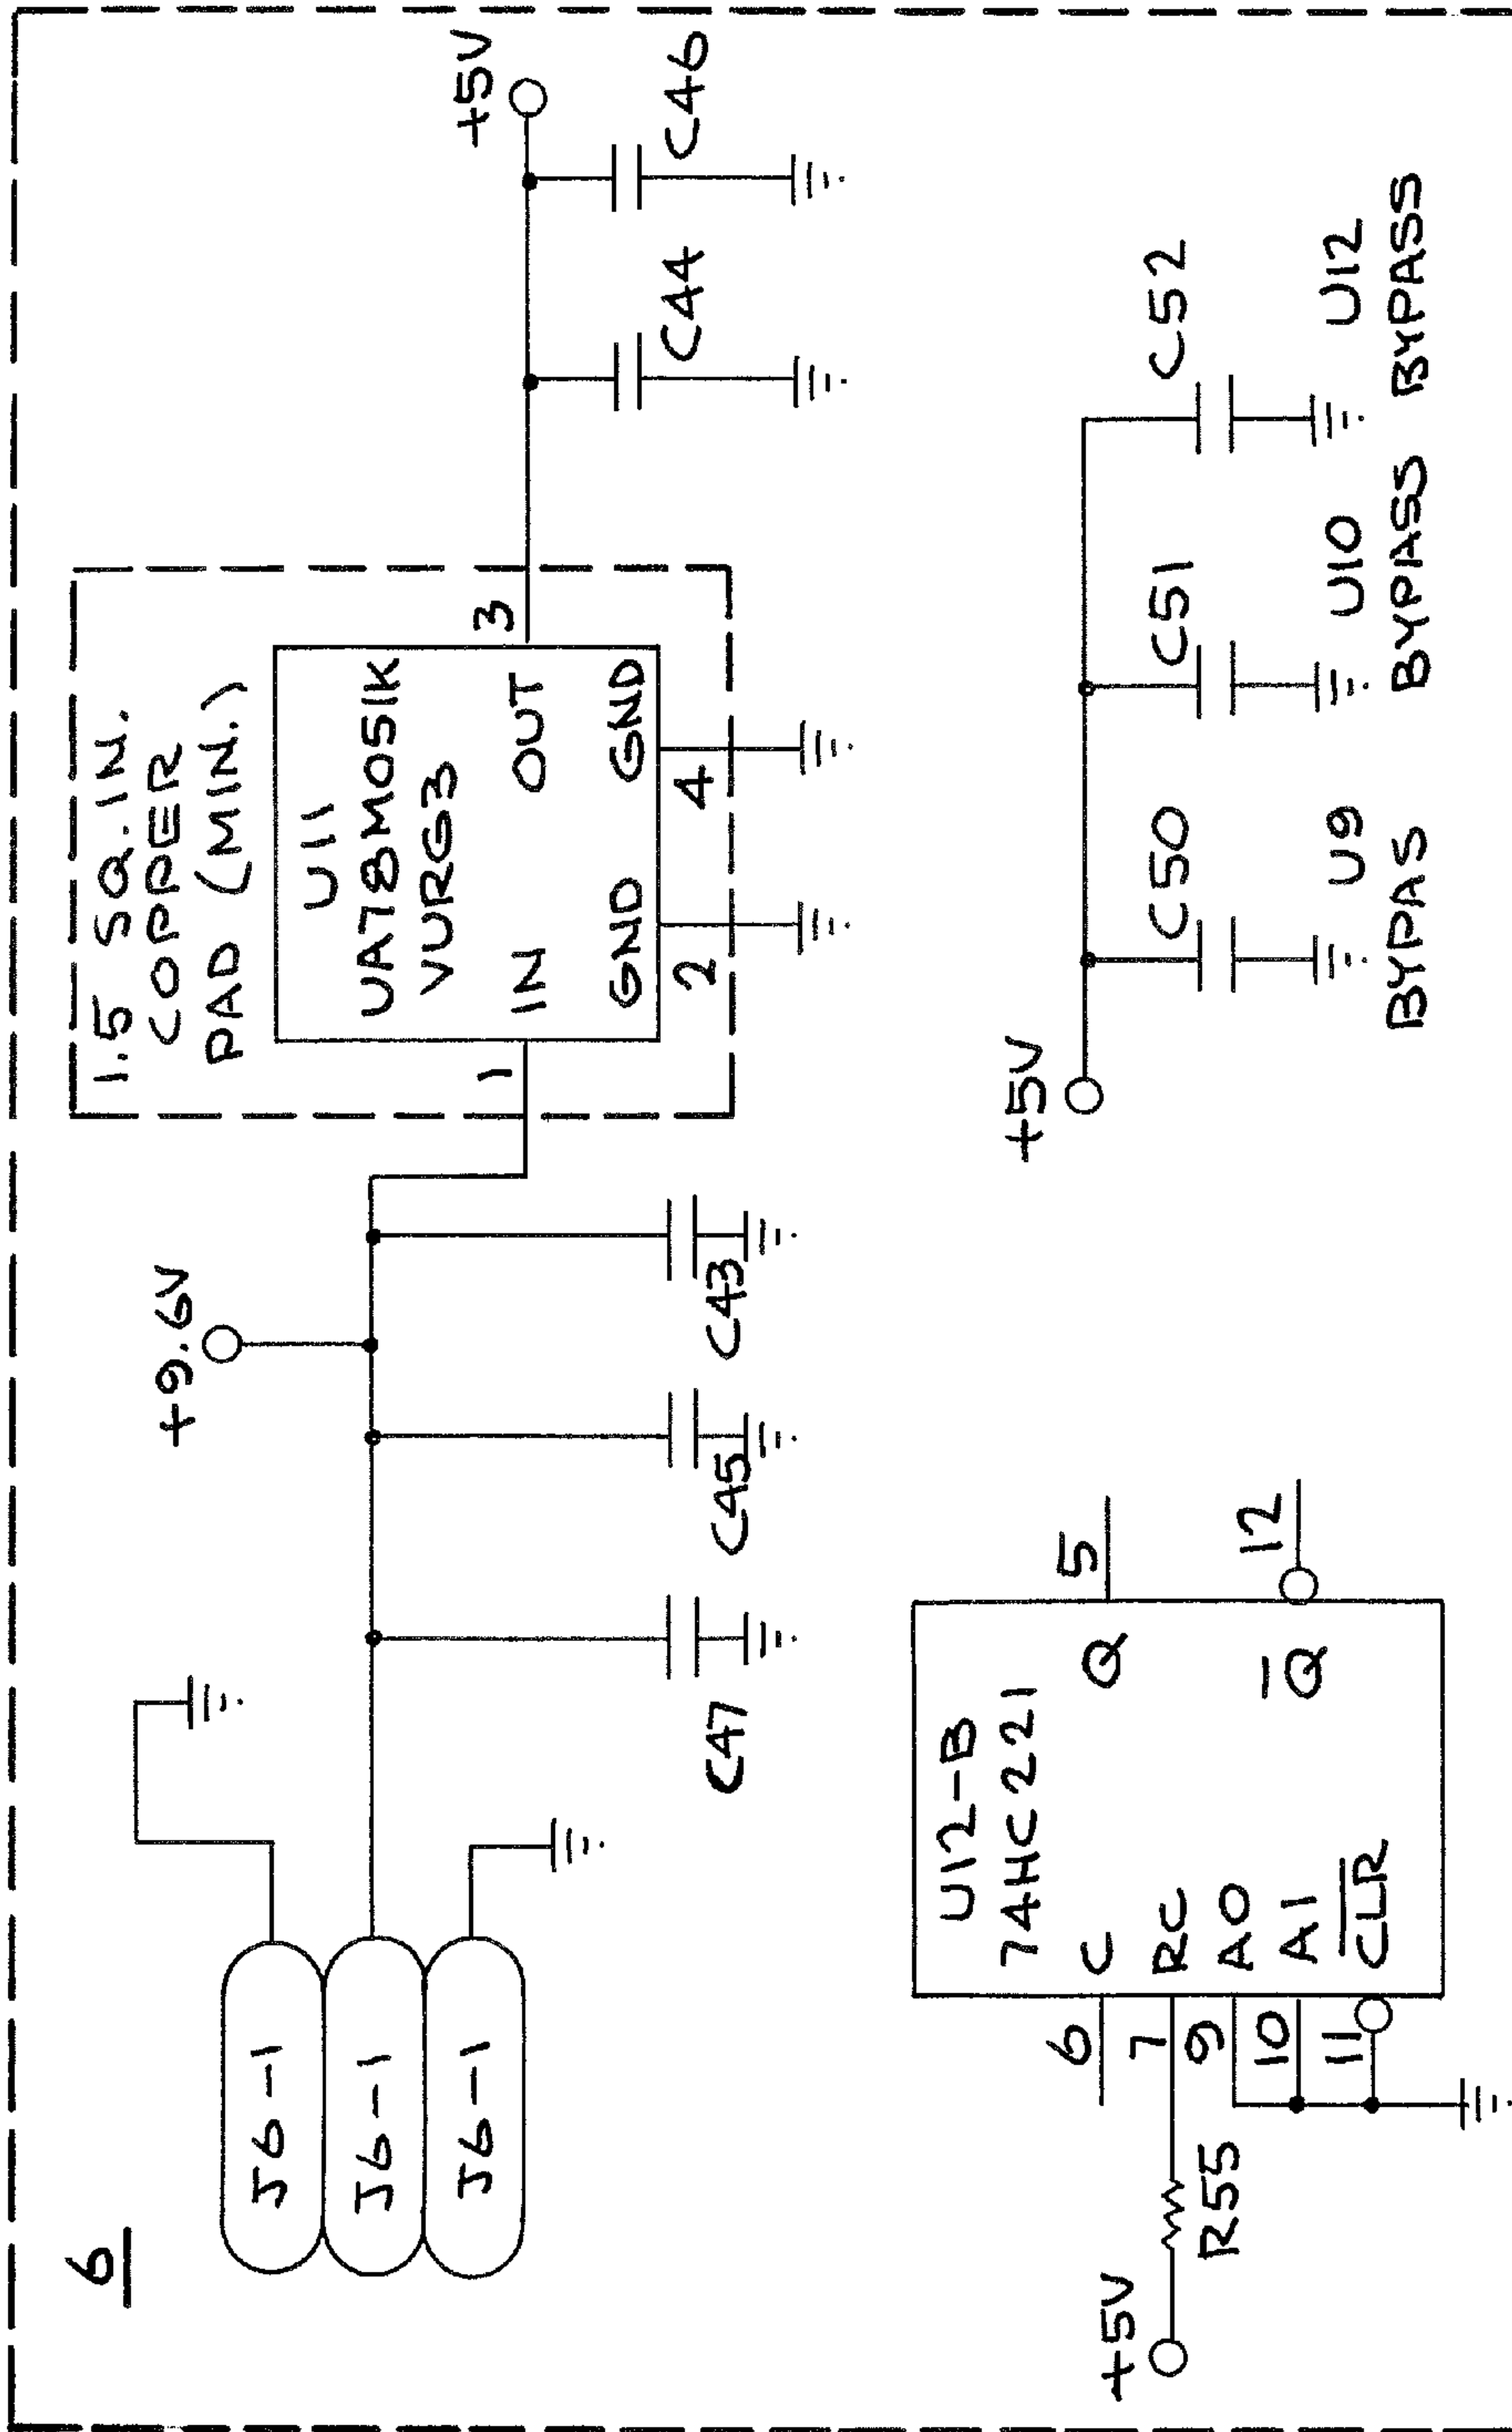 6
J6-1
J6-1
J6-1
+9.6V
C47
C45
C43
1.5 SQ.IN.
COPPER
PAD (MIN.)
U11
UA78M05IK
VURG3
IN
OUT
GND
GND
1
2
4
3
+5V
C44
C46
+5V
R55
6
7
9
10
11
U12-B
74HC221
C
RC
A0
A1
CLR
Q
Q
5
12
+5V
C50
C51
C52
U9
BYPAS
U10
BYPASS
U12
BYPASS